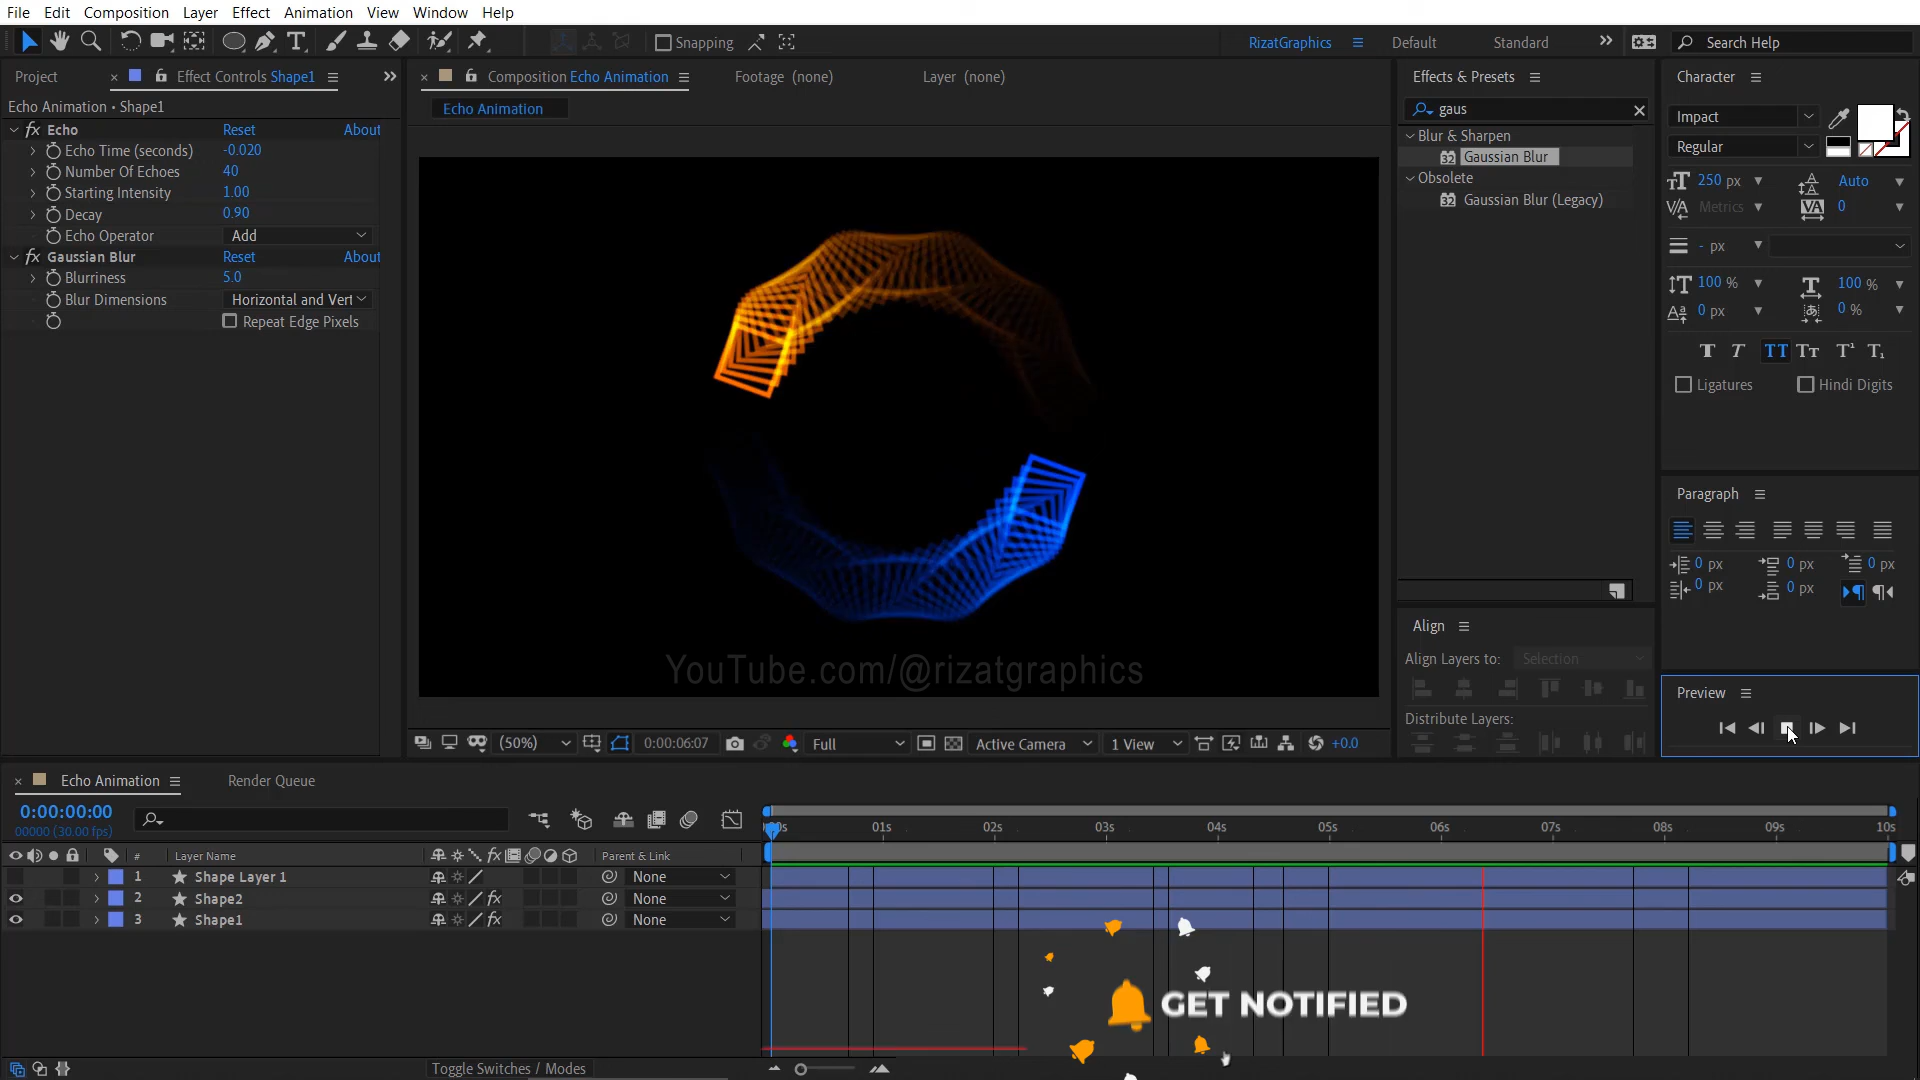 File Edit Composition Layer Effect Animation View Window Help
Snapping RizatGraphics Default Standard Search Help
Project Effect Controls Shape1
Echo Animation • Shape1
fx Echo Reset About
Echo Time (seconds) -0.020
Number Of Echoes 40
Starting Intensity 1.00
Decay 0.90
Echo Operator Add
fx Gaussian Blur Reset About
Blurriness 5.0
Blur Dimensions Horizontal and Vert
Repeat Edge Pixels
Composition Echo Animation Footage (none) Layer (none)
Echo Animation
YouTube.com/@rizatgraphics
(50%) 0:00:06:07 Full Active Camera 1 View +0.0
Effects & Presets
gaus
Blur & Sharpen
32 Gaussian Blur
Obsolete
32 Gaussian Blur (Legacy)
Align
Align Layers to: Selection
Distribute Layers:
Character
Impact
Regular
250 px Auto
Metrics 0
- px
100 % 100 %
0 px 0 %
Ligatures Hindi Digits
Paragraph
0 px 0 px 0 px
0 px 0 px
Preview
Echo Animation Render Queue
0:00:00:00
00000 (30.00 fps)
01s 02s 03s 04s 05s 06s 07s 08s 09s 10s
# Layer Name Parent & Link
1 Shape Layer 1 None
2 Shape2 fx None
3 Shape1 fx None
GET NOTIFIED
Toggle Switches / Modes